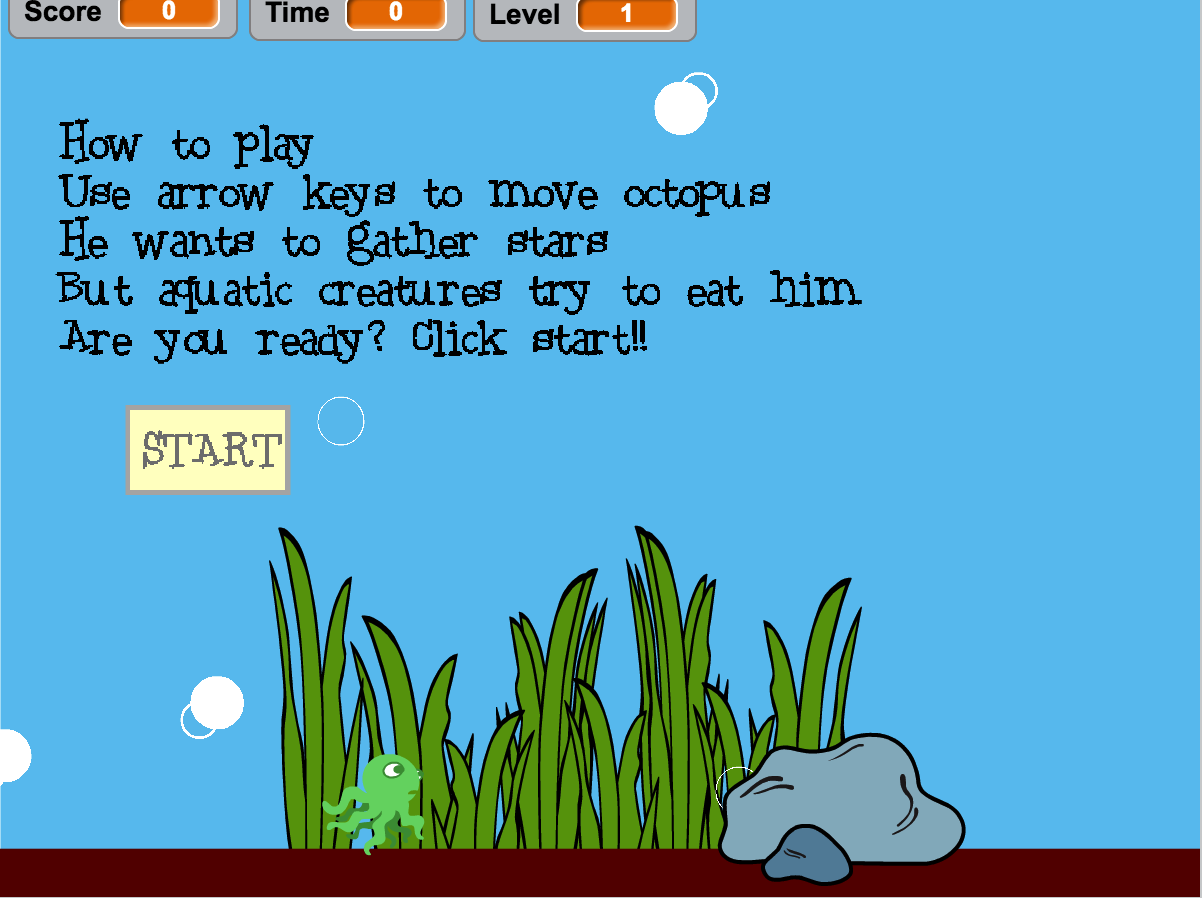 Score 0 Time 0 Level 1
How to play
Use arrow keys to move octopus
He wants to gather stars
But aquatic creatures try to eat him
Are you ready? Click start!!
START